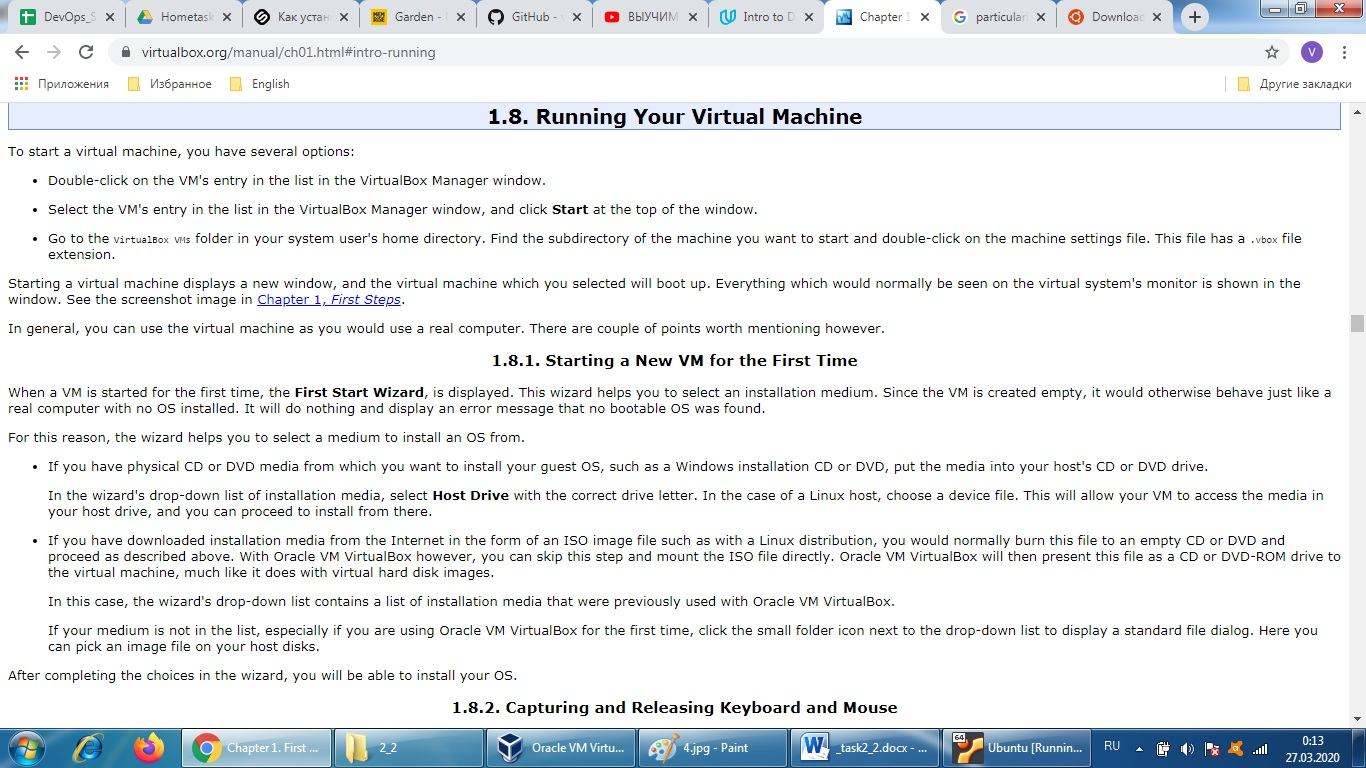 DevOps_S
Hometask
Как устан
Garden -
GitHub -
ВЫУЧИМ
Intro to D
Chapter 1
particular
Download
virtualbox.org/manual/ch01.html#intro-running
V
Приложения
Избранное
English
Другие закладки
1.8. Running Your Virtual Machine
To start a virtual machine, you have several options:
• Double-click on the VM's entry in the list in the VirtualBox Manager window.
• Select the VM's entry in the list in the VirtualBox Manager window, and click Start at the top of the window.
• Go to the VirtualBox VMs folder in your system user's home directory. Find the subdirectory of the machine you want to start and double-click on the machine settings file. This file has a .vbox file
extension.
Starting a virtual machine displays a new window, and the virtual machine which you selected will boot up. Everything which would normally be seen on the virtual system's monitor is shown in the
window. See the screenshot image in Chapter 1, First Steps.
In general, you can use the virtual machine as you would use a real computer. There are couple of points worth mentioning however.
1.8.1. Starting a New VM for the First Time
When a VM is started for the first time, the First Start Wizard, is displayed. This wizard helps you to select an installation medium. Since the VM is created empty, it would otherwise behave just like a
real computer with no OS installed. It will do nothing and display an error message that no bootable OS was found.
For this reason, the wizard helps you to select a medium to install an OS from.
• If you have physical CD or DVD media from which you want to install your guest OS, such as a Windows installation CD or DVD, put the media into your host's CD or DVD drive.
In the wizard's drop-down list of installation media, select Host Drive with the correct drive letter. In the case of a Linux host, choose a device file. This will allow your VM to access the media in
your host drive, and you can proceed to install from there.
• If you have downloaded installation media from the Internet in the form of an ISO image file such as with a Linux distribution, you would normally burn this file to an empty CD or DVD and
proceed as described above. With Oracle VM VirtualBox however, you can skip this step and mount the ISO file directly. Oracle VM VirtualBox will then present this file as a CD or DVD-ROM drive to
the virtual machine, much like it does with virtual hard disk images.
In this case, the wizard's drop-down list contains a list of installation media that were previously used with Oracle VM VirtualBox.
If your medium is not in the list, especially if you are using Oracle VM VirtualBox for the first time, click the small folder icon next to the drop-down list to display a standard file dialog. Here you
can pick an image file on your host disks.
After completing the choices in the wizard, you will be able to install your OS.
1.8.2. Capturing and Releasing Keyboard and Mouse
Chapter 1. First ...
2_2
Oracle VM Virtu...
4.jpg - Paint
_task2_2.docx - ...
64
Ubuntu [Runnin...
RU
0:13
27.03.2020